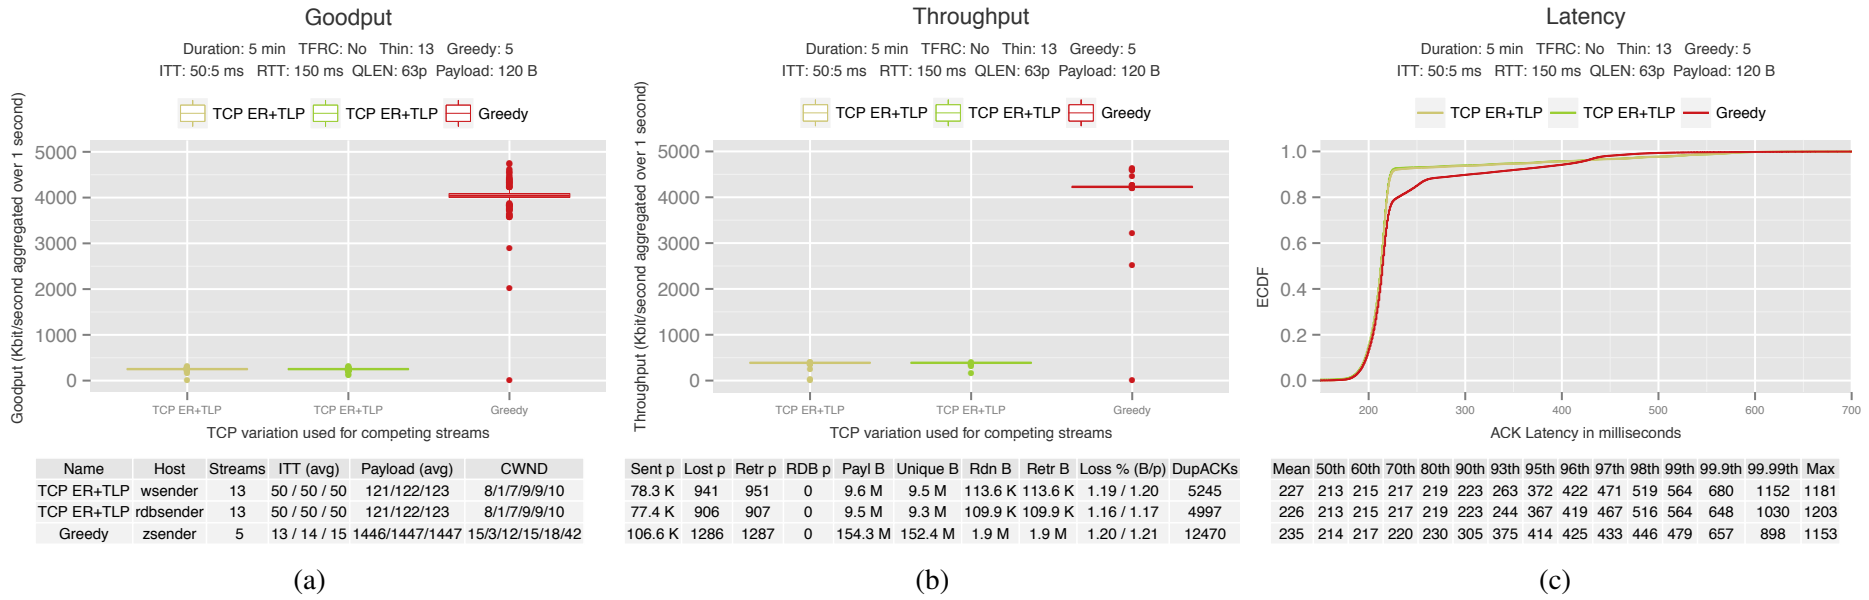 Goodput
Duration: 5 min TFRC: No Thin: 13 Greedy: 5
ITT: 50:5 ms RTT: 150 ms QLEN: 63p Payload: 120 B
TCP ER+TLP TCP ER+TLP Greedy
Goodput (Kbit/second aggregated over 1 second)
5000
4000
3000
2000
1000
0
TCP ER+TLP TCP ER+TLP Greedy
TCP variation used for competing streams
Name Host Streams ITT (avg) Payload (avg) CWND
TCP ER+TLP wsender 13 50 / 50 / 50 121/122/123 8/1/7/9/9/10
TCP ER+TLP rdbsender 13 50 / 50 / 50 121/122/123 8/1/7/9/9/10
Greedy zsender 5 13 / 14 / 15 1446/1447/1447 15/3/12/15/18/42
(a)
Throughput
Duration: 5 min TFRC: No Thin: 13 Greedy: 5
ITT: 50:5 ms RTT: 150 ms QLEN: 63p Payload: 120 B
TCP ER+TLP TCP ER+TLP Greedy
Throughput (Kbit/second aggregated over 1 second)
5000
4000
3000
2000
1000
0
TCP ER+TLP TCP ER+TLP Greedy
TCP variation used for competing streams
Sent p Lost p Retr p RDB p Payl B Unique B Rdn B Retr B Loss % (B/p) DupACKs
78.3 K 941 951 0 9.6 M 9.5 M 113.6 K 113.6 K 1.19 / 1.20 5245
77.4 K 906 907 0 9.5 M 9.3 M 109.9 K 109.9 K 1.16 / 1.17 4997
106.6 K 1286 1287 0 154.3 M 152.4 M 1.9 M 1.9 M 1.20 / 1.21 12470
(b)
Latency
Duration: 5 min TFRC: No Thin: 13 Greedy: 5
ITT: 50:5 ms RTT: 150 ms QLEN: 63p Payload: 120 B
TCP ER+TLP TCP ER+TLP Greedy
ECDF
1.0
0.8
0.6
0.4
0.2
0.0
200 300 400 500 600 700
ACK Latency in milliseconds
Mean 50th 60th 70th 80th 90th 93th 95th 96th 97th 98th 99th 99.9th 99.99th Max
227 213 215 217 219 223 263 372 422 471 519 564 680 1152 1181
226 213 215 217 219 223 244 367 419 467 516 564 648 1030 1203
235 214 217 220 230 305 375 414 425 433 446 479 657 898 1153
(c)